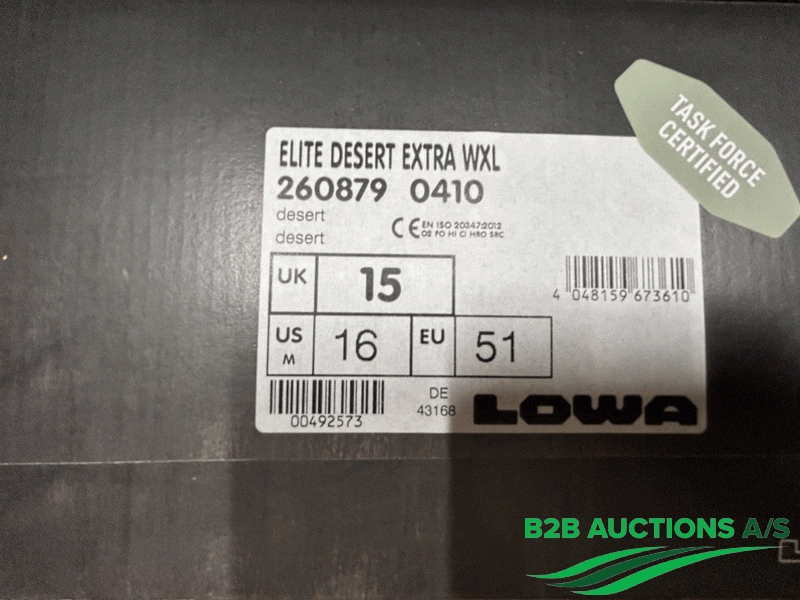 TASK FORCE
CERTIFIED
ELITE DESERT EXTRA WXL
260879 0410
desert
desert
CE EN ISO 20347:2012
O2 FO HI CI HRO SRC
UK 15
4 048159 673610
US M 16 EU 51
00492573
DE
43168
LOWA
B2B AUCTIONS A/S